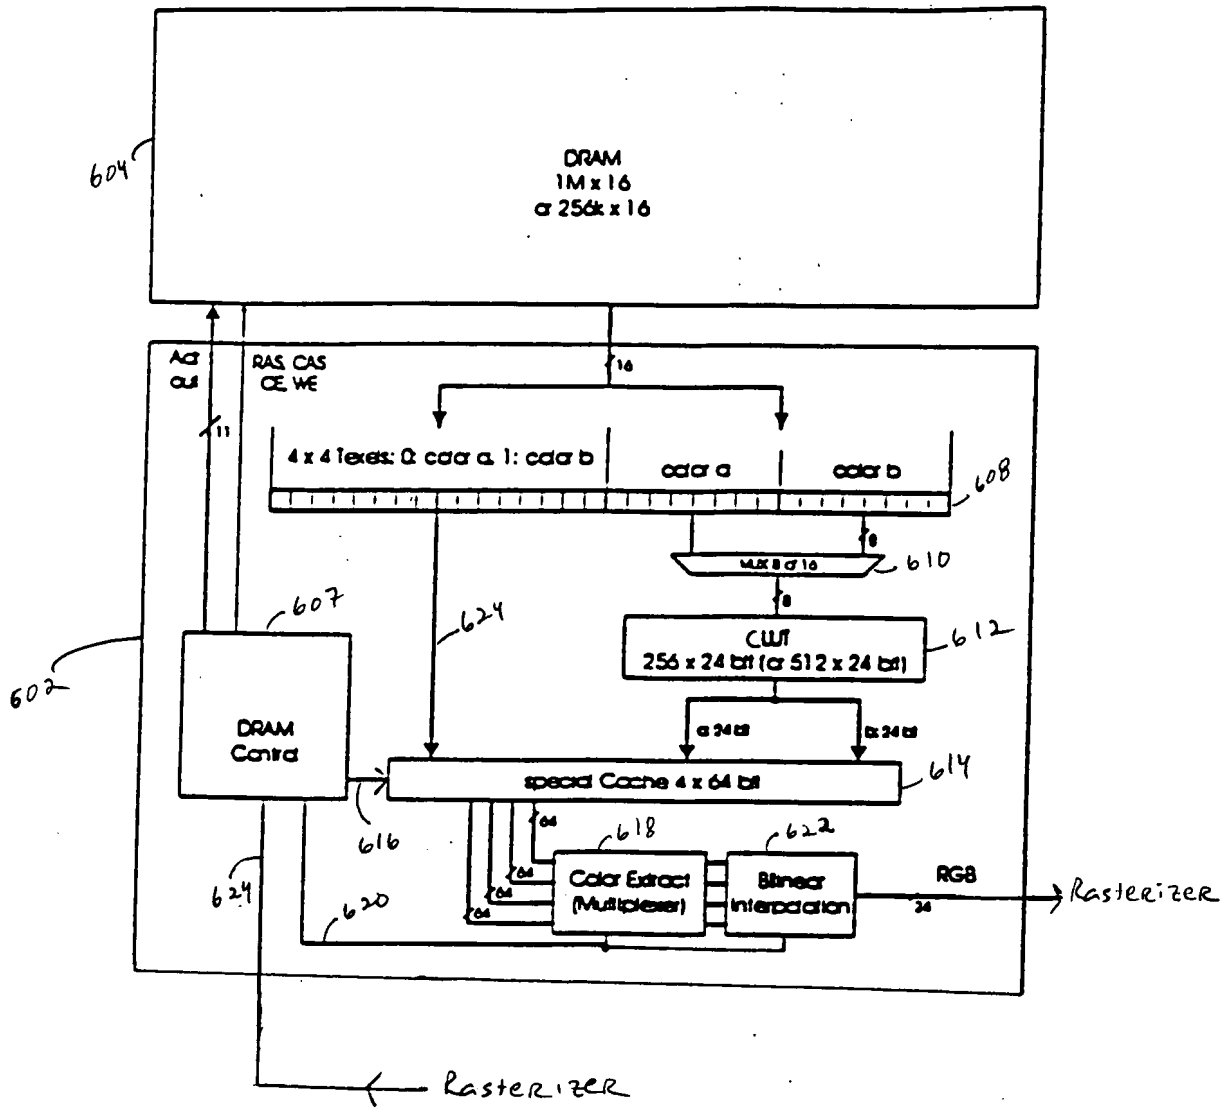 604
DRAM
1M x 16
or 256k x 16
Adr
out
RAS, CAS
CE, WE
16
11
4 x 4 Texels: 0: color a, 1: color b
color a
color b
608
8
MUX 8 of 16
610
8
624
607
CLUT
256 x 24 bit (or 512 x 24 bit)
612
602
DRAM
Control
a: 24 bit
b: 24 bit
special Cache 4 x 64 bit
614
616
64
618
622
64
64
64
Color Extract
(Multiplexer)
Bilinear
Interpolation
RGB
24
Rasterizer
624
620
Rasterizer